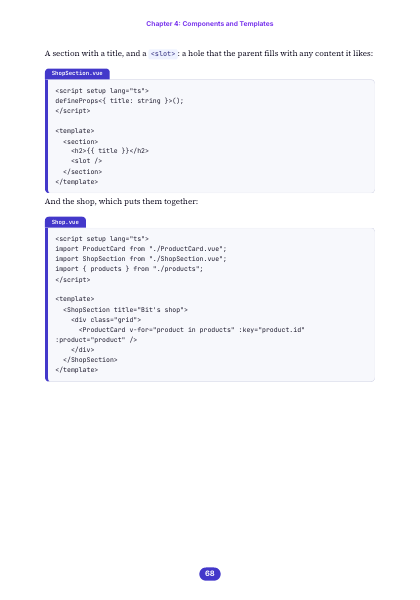 Chapter 4: Components and Templates
A section with a title, and a <slot> : a hole that the parent fills with any content it likes:
ShopSection.vue
<script setup lang="ts">
defineProps<{ title: string }>();
</script>
<template>
  <section>
    <h2>{{ title }}</h2>
    <slot />
  </section>
</template>
And the shop, which puts them together:
Shop.vue
<script setup lang="ts">
import ProductCard from "./ProductCard.vue";
import ShopSection from "./ShopSection.vue";
import { products } from "./products";
</script>
<template>
  <ShopSection title="Bit's shop">
    <div class="grid">
      <ProductCard v-for="product in products" :key="product.id"
:product="product" />
    </div>
  </ShopSection>
</template>
68